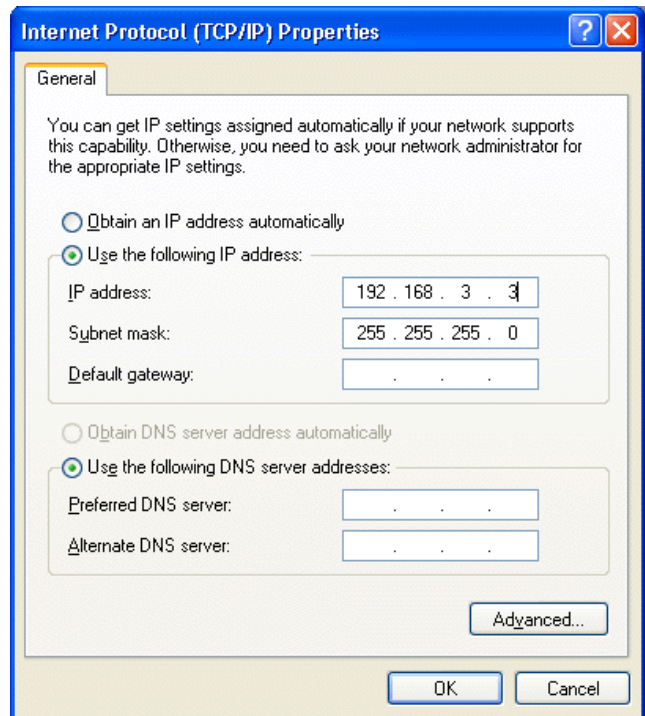 Internet Protocol (TCP/IP) Properties
General
You can get IP settings assigned automatically if your network supports
this capability. Otherwise, you need to ask your network administrator for
the appropriate IP settings.
Obtain an IP address automatically
Use the following IP address:
IP address: 192 . 168 . 3 . 3
Subnet mask: 255 . 255 . 255 . 0
Default gateway: . . .
Obtain DNS server address automatically
Use the following DNS server addresses:
Preferred DNS server: . . .
Alternate DNS server: . . .
Advanced...
OK Cancel